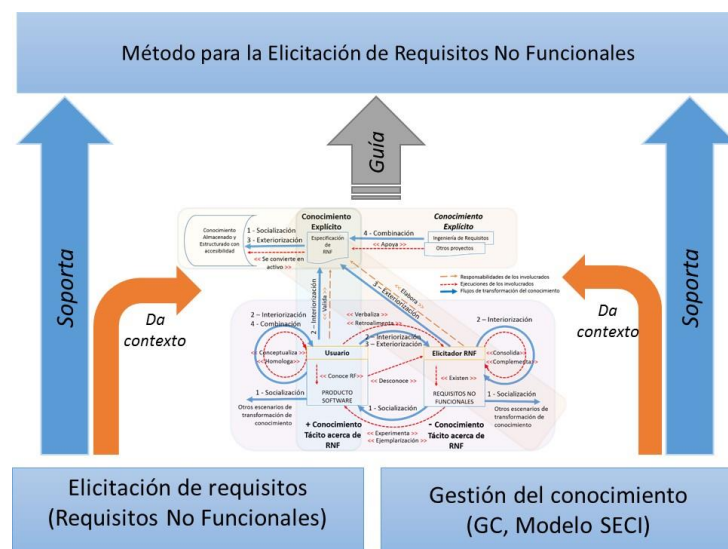 Método para la Elicitación de Requisitos No Funcionales
Soporta
Guía
Soporta
Da
contexto
Da
contexto
Conocimiento
Almacenado y
Estructurado con
accesibilidad
1 - Socialización
3 - Exteriorización
<< Se convierte en
activo >>
Conocimiento
Explícito
Especificación
de
RNF
4 - Combinación
<< Apoya >>
Conocimiento
Explícito
Ingeniería de Requisitos
Otros proyectos
Responsabilidades de los involucrados
Ejecuciones de los involucrados
Flujos de transformación del conocimiento
2 – Interiorización
<< Valida >>
<< Elabora >>
3 – Exteriorización
2 – Interiorización
4 - Combinación
<< Conceptualiza >>
<< Homologa >>
<< Verbaliza >>
<< Retroalimenta >>
2 – Interiorización
3 – Exteriorización
2 – Interiorización
<<Consolida>>
<<Complementa>>
Usuario
<< Conoce RF>>
PRODUCTO
SOFTWARE
<< Desconoce >>
Elicitador RNF
<< Existen >>
REQUISITOS NO
FUNCIONALES
1 - Socialización
Otros escenarios de
transformación de
conocimiento
1 - Socialización
<< Experimenta >>
<< Ejemplarización >>
1 - Socialización
Otros escenarios de
transformación de
conocimiento
+ Conocimiento
Tácito acerca de
RNF
- Conocimiento
Tácito acerca de
RNF
Elicitación de requisitos
(Requisitos No Funcionales)
Gestión del conocimiento
(GC, Modelo SECI)